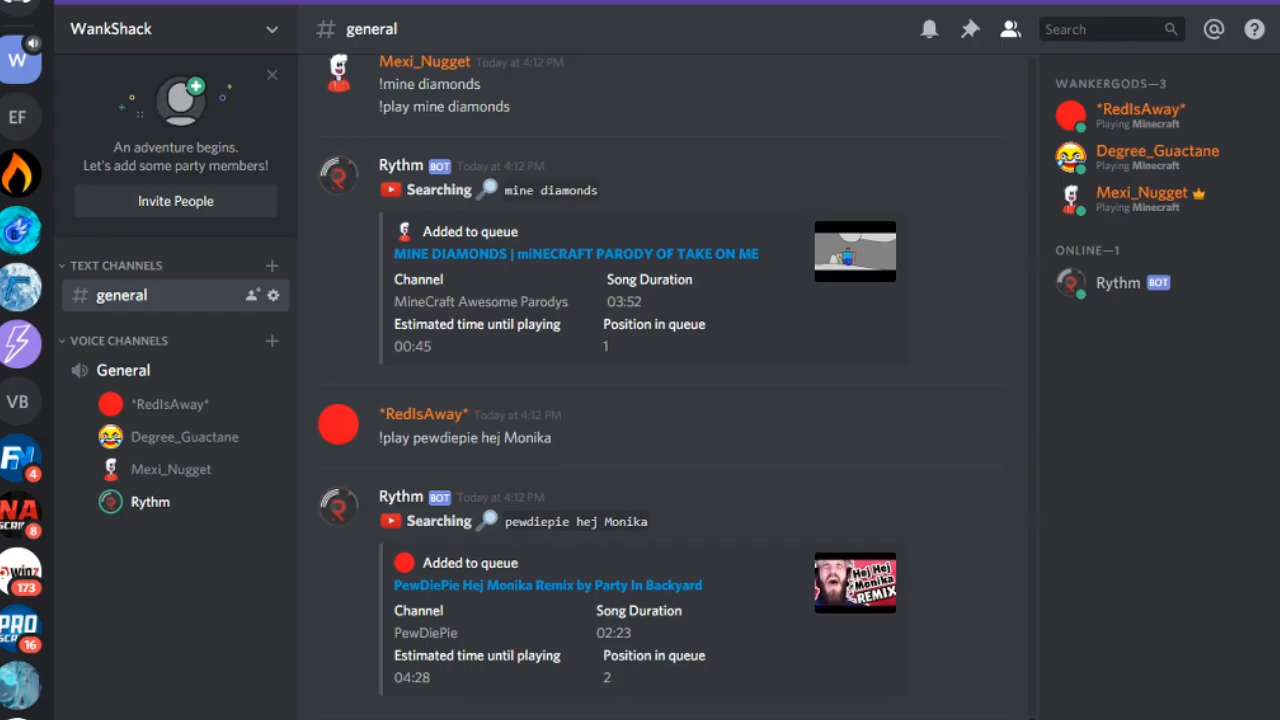 WankShack
general
Search
W
EF
VB
4
NA
8
173
PRO
16
An adventure begins.
Let's add some party members!
Invite People
TEXT CHANNELS
general
VOICE CHANNELS
General
*RedIsAway*
Degree_Guactane
Mexi_Nugget
Rythm
Mexi_Nugget Today at 4:12 PM
!mine diamonds
!play mine diamonds
Rythm BOT Today at 4:12 PM
Searching mine diamonds
Added to queue
MINE DIAMONDS | miNECRAFT PARODY OF TAKE ON ME
Channel Song Duration
MineCraft Awesome Parodys 03:52
Estimated time until playing Position in queue
00:45 1
*RedIsAway* Today at 4:12 PM
!play pewdiepie hej Monika
Rythm BOT Today at 4:12 PM
Searching pewdiepie hej Monika
Added to queue
PewDiePie Hej Monika Remix by Party In Backyard
Channel Song Duration
PewDiePie 02:23
Estimated time until playing Position in queue
04:28 2
Hej Hej
Monika
REMIX
WANKERGODS—3
*RedIsAway*
Playing Minecraft
Degree_Guactane
Playing Minecraft
Mexi_Nugget
Playing Minecraft
ONLINE—1
Rythm BOT